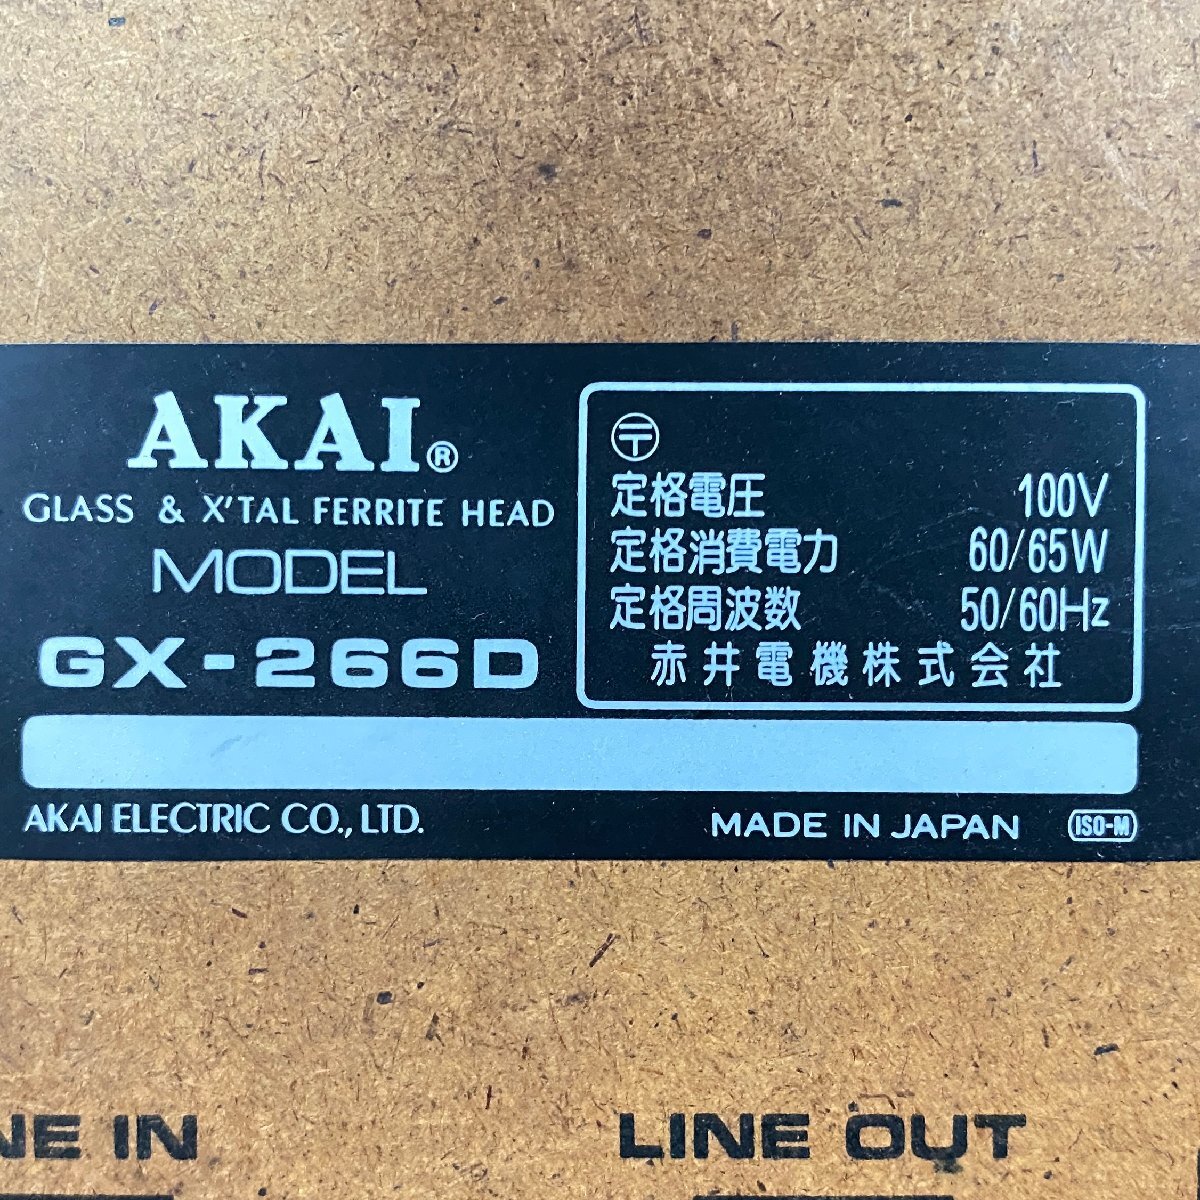 AKAI®
GLASS & X'TAL FERRITE HEAD
MODEL
GX-266D
〶
定格電圧 100V
定格消費電力 60/65W
定格周波数 50/60Hz
赤井電機株式会社
AKAI ELECTRIC CO., LTD.
MADE IN JAPAN ISO-M
NE IN
LINE OUT